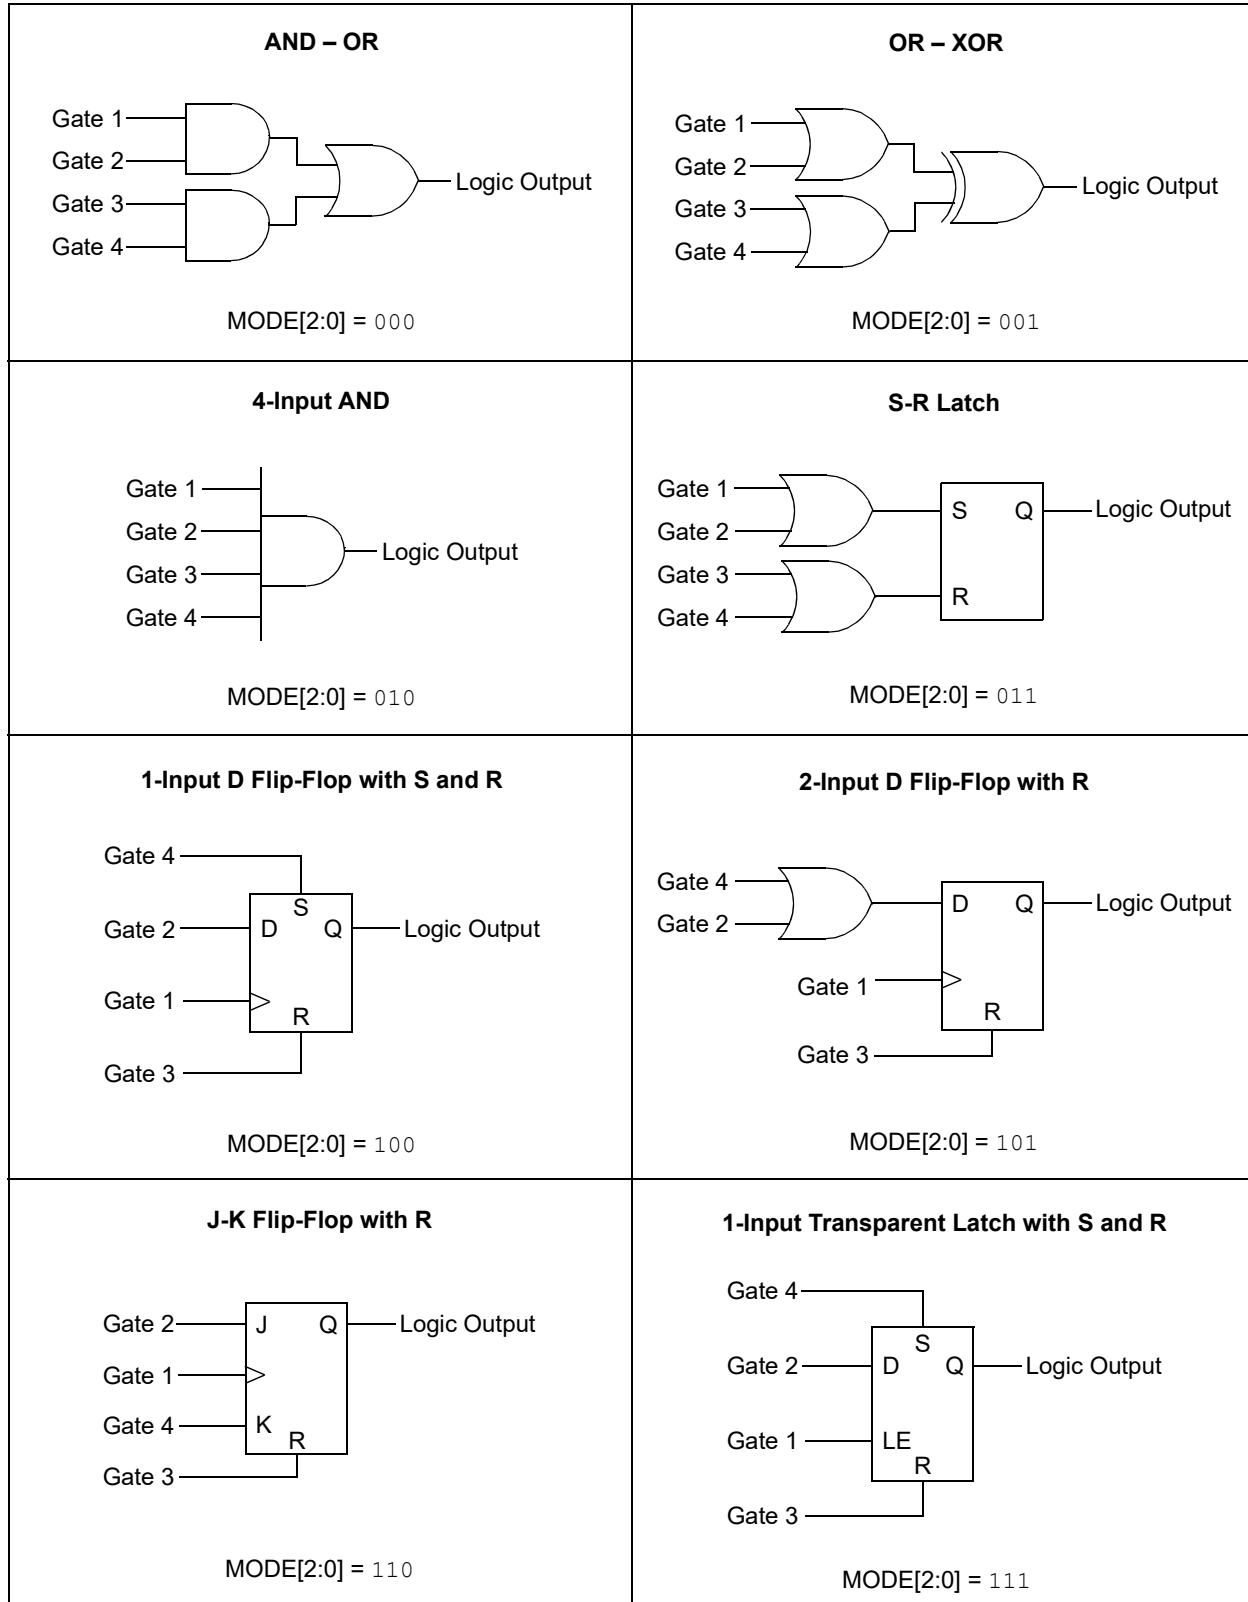 AND – OR
Gate 1
Gate 2
Gate 3
Gate 4
Logic Output
MODE[2:0] = 000
OR – XOR
Gate 1
Gate 2
Gate 3
Gate 4
Logic Output
MODE[2:0] = 001
4-Input AND
Gate 1
Gate 2
Gate 3
Gate 4
Logic Output
MODE[2:0] = 010
S-R Latch
Gate 1
Gate 2
Gate 3
Gate 4
S Q
R
Logic Output
MODE[2:0] = 011
1-Input D Flip-Flop with S and R
Gate 4
S
Gate 2
D Q
Logic Output
Gate 1
R
Gate 3
MODE[2:0] = 100
2-Input D Flip-Flop with R
Gate 4
Gate 2
D Q
Logic Output
Gate 1
R
Gate 3
MODE[2:0] = 101
J-K Flip-Flop with R
Gate 2
J Q
Logic Output
Gate 1
Gate 4
K
R
Gate 3
MODE[2:0] = 110
1-Input Transparent Latch with S and R
Gate 4
S
Gate 2
D Q
Logic Output
Gate 1
LE
R
Gate 3
MODE[2:0] = 111